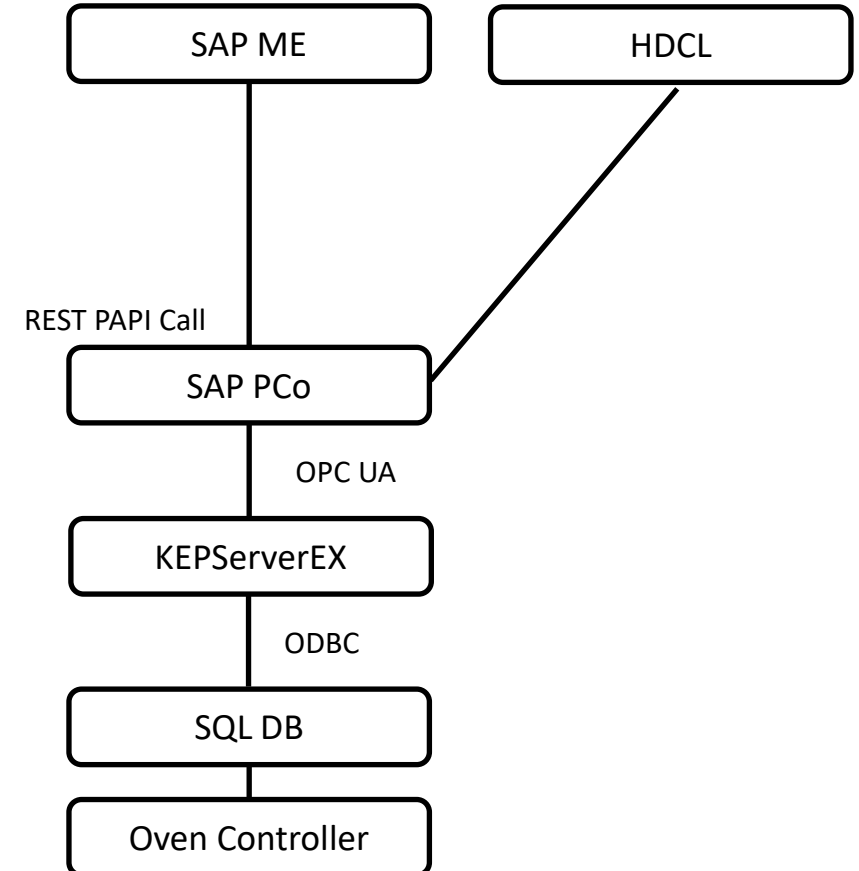 SAP ME
HDCL
REST PAPI Call
SAP PCo
OPC UA
KEPServerEX
ODBC
SQL DB
Oven Controller